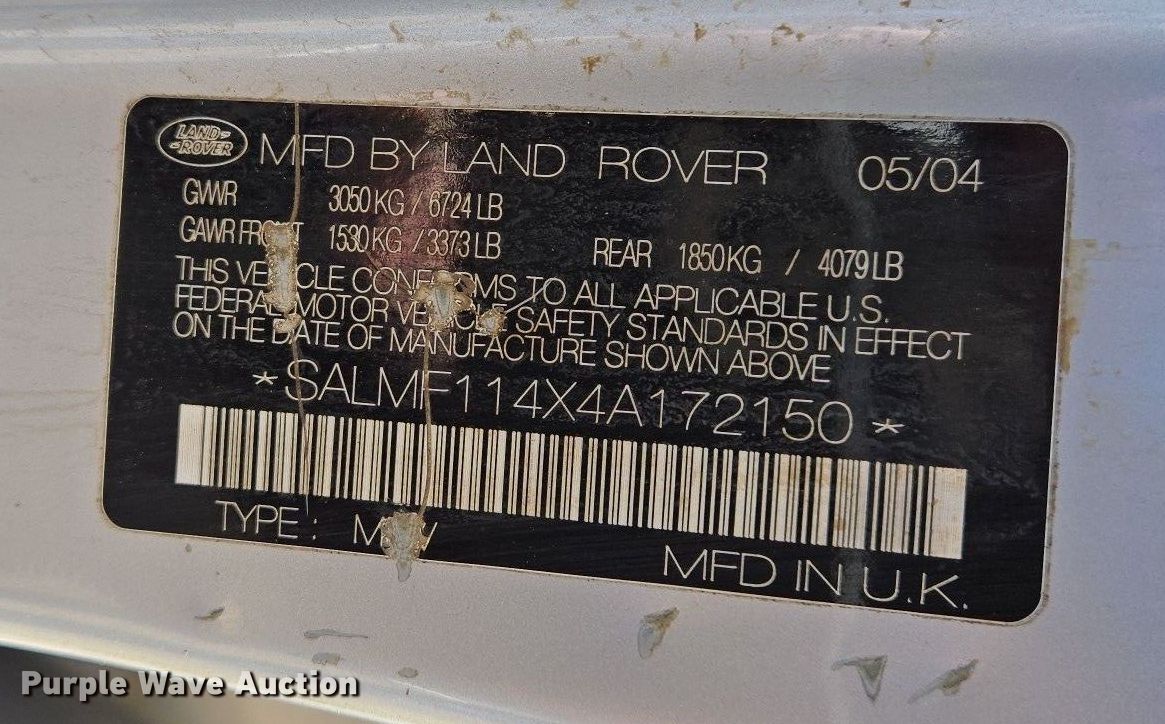 LAND-
-ROVER
MFD BY LAND ROVER 05/04
GVWR 3050 KG / 6724 LB
GAWR FRONT 1530 KG / 3373 LB REAR 1850 KG / 4079 LB
THIS VEHICLE CONFORMS TO ALL APPLICABLE U.S.
FEDERAL MOTOR VEHICLE SAFETY STANDARDS IN EFFECT
ON THE DATE OF MANUFACTURE SHOWN ABOVE
*SALMF114X4A172150*
TYPE:
MFD IN U.K.
Purple Wave Auction